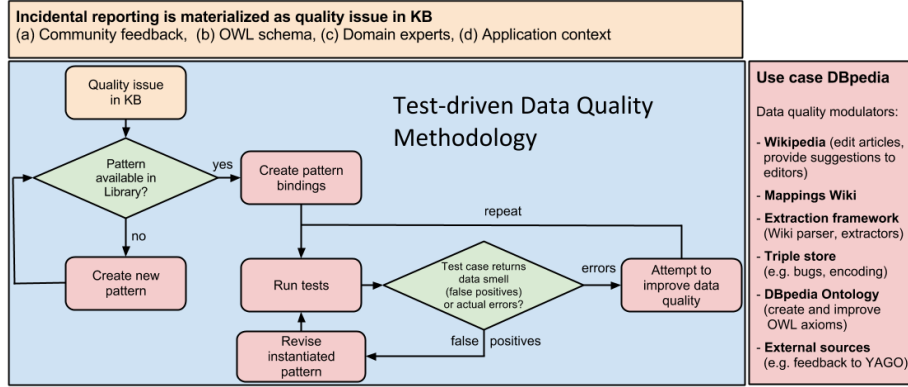 Incidental reporting is materialized as quality issue in KB
(a) Community feedback, (b) OWL schema, (c) Domain experts, (d) Application context
Quality issue
in KB
Test-driven Data Quality
Methodology
Pattern
available in
Library?
yes
Create pattern
bindings
no
Create new
pattern
repeat
Run tests
Test case returns
data smell
(false positives)
or actual errors?
errors
Attempt to
improve data
quality
false positives
Revise
instantiated
pattern
Use case DBpedia
Data quality modulators:
- Wikipedia (edit articles,
provide suggestions to
editors)
- Mappings Wiki
- Extraction framework
(Wiki parser, extractors)
- Triple store
(e.g. bugs, encoding)
- DBpedia Ontology
(create and improve
OWL axioms)
- External sources
(e.g. feedback to YAGO)